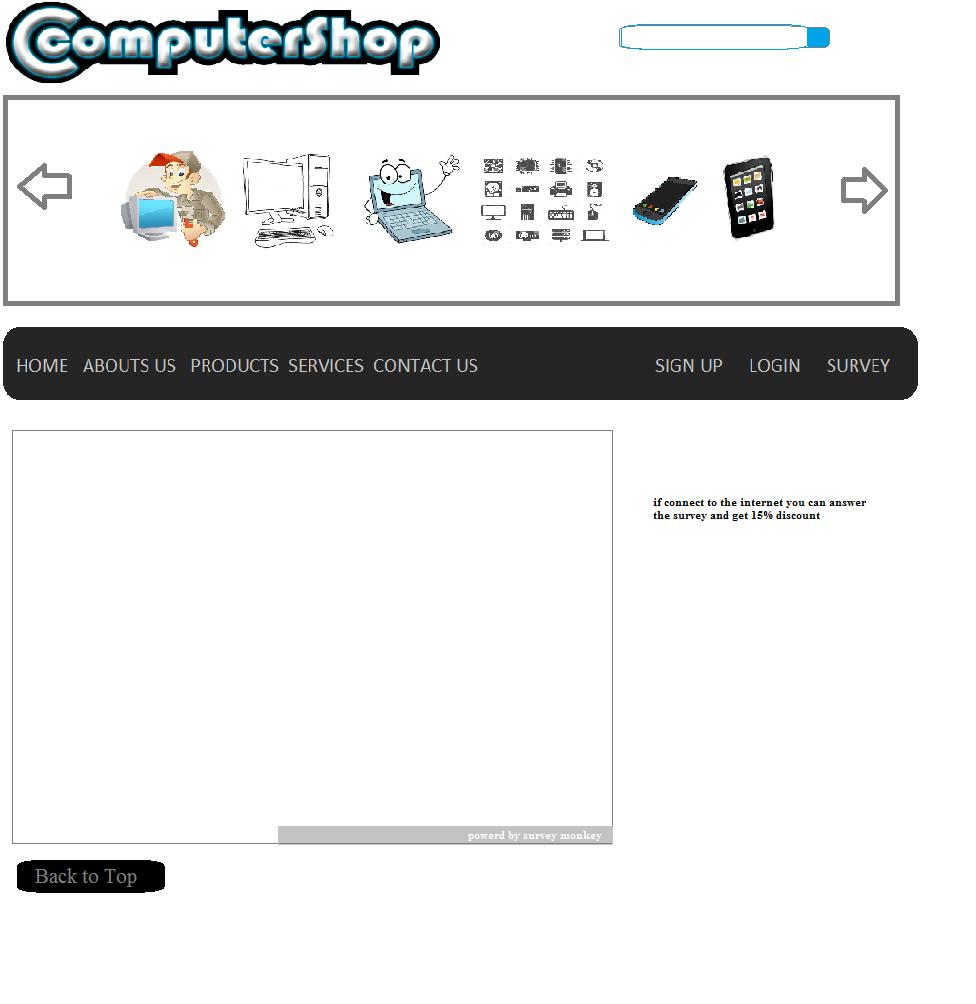 ComputerShop
HOME ABOUTS US PRODUCTS SERVICES CONTACT US SIGN UP LOGIN SURVEY
if connect to the internet you can answer
the survey and get 15% discount
powerd by survey monkey
Back to Top